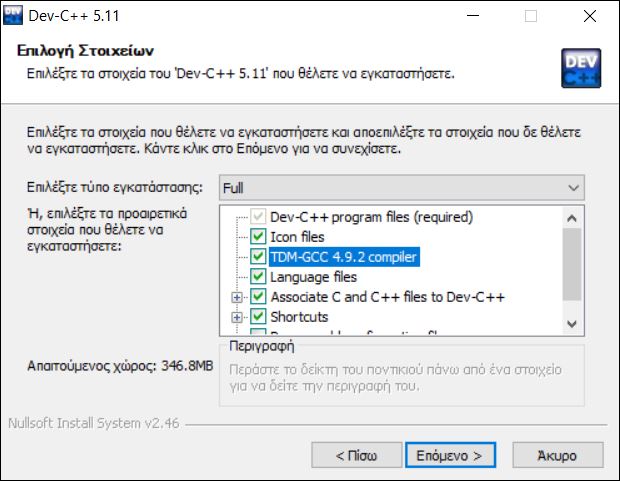 Dev-C++ 5.11
Επιλογή Στοιχείων
Επιλέξτε τα στοιχεία του 'Dev-C++ 5.11' που θέλετε να εγκαταστήσετε.
DEV
C++
Επιλέξτε τα στοιχεία που θέλετε να εγκαταστήσετε και αποεπιλέξτε τα στοιχεία που δε θέλετε
να εγκαταστήσετε. Κάντε κλικ στο Επόμενο για να συνεχίσετε.
Επιλέξτε τύπο εγκατάστασης:
Full
Ή, επιλέξτε τα προαιρετικά
στοιχεία που θέλετε να
εγκαταστήσετε:
Dev-C++ program files (required)
Icon files
TDM-GCC 4.9.2 compiler
Language files
Associate C and C++ files to Dev-C++
Shortcuts
Απαιτούμενος χώρος: 346.8MB
Περιγραφή
Περάστε το δείκτη του ποντικιού πάνω από ένα στοιχείο
για να δείτε την περιγραφή του.
Nullsoft Install System v2.46
< Πίσω
Επόμενο >
Άκυρο